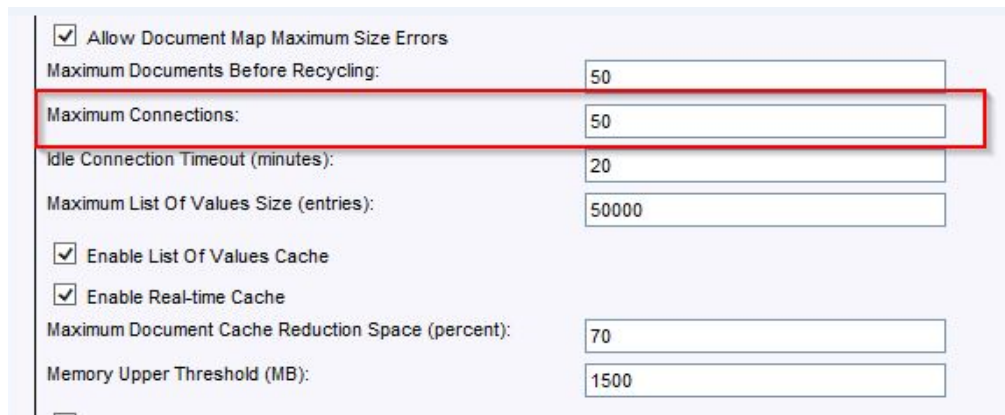 Allow Document Map Maximum Size Errors
Maximum Documents Before Recycling: 50
Maximum Connections: 50
Idle Connection Timeout (minutes): 20
Maximum List Of Values Size (entries): 50000
Enable List Of Values Cache
Enable Real-time Cache
Maximum Document Cache Reduction Space (percent): 70
Memory Upper Threshold (MB): 1500